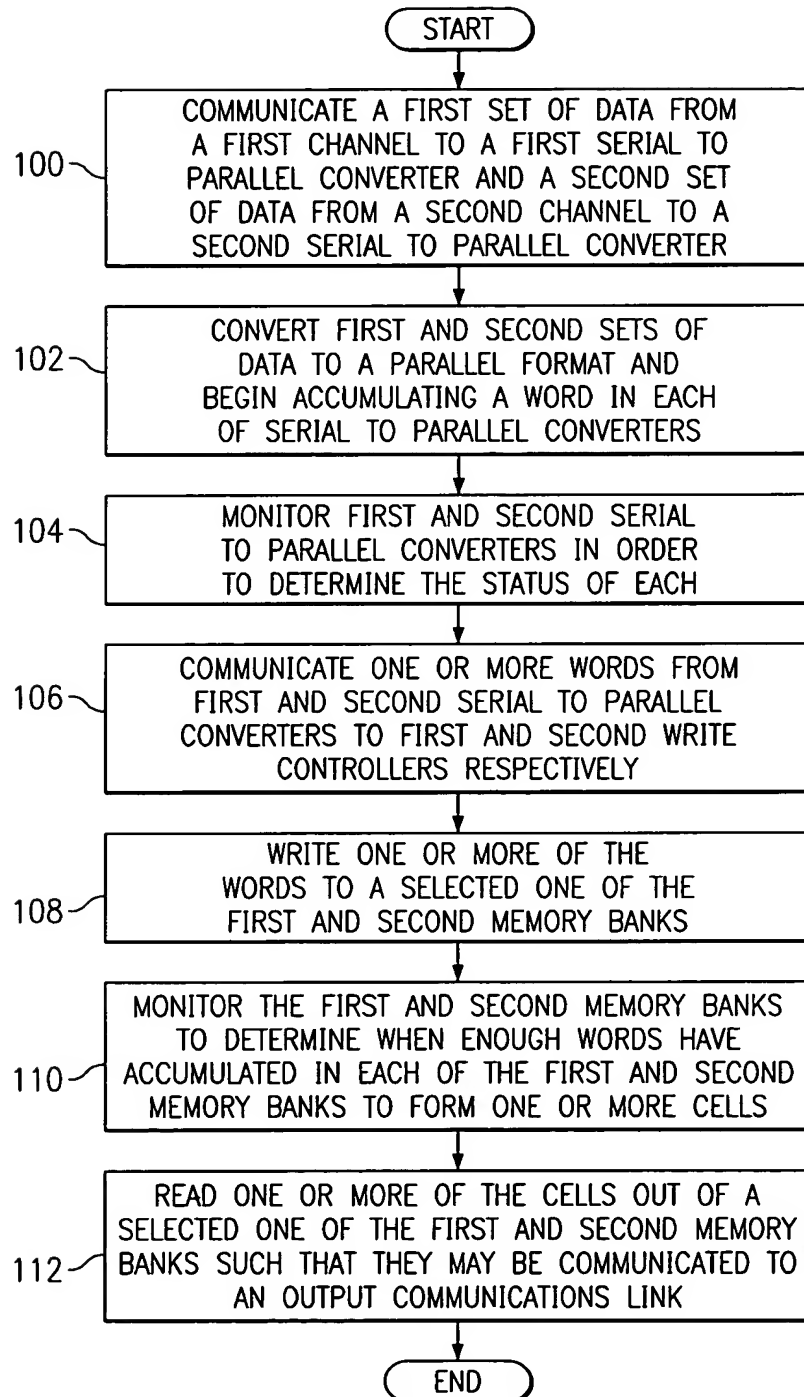 START
COMMUNICATE A FIRST SET OF DATA FROM
A FIRST CHANNEL TO A FIRST SERIAL TO
PARALLEL CONVERTER AND A SECOND SET
OF DATA FROM A SECOND CHANNEL TO A
SECOND SERIAL TO PARALLEL CONVERTER
100
CONVERT FIRST AND SECOND SETS OF
DATA TO A PARALLEL FORMAT AND
BEGIN ACCUMULATING A WORD IN EACH
OF SERIAL TO PARALLEL CONVERTERS
102
MONITOR FIRST AND SECOND SERIAL
TO PARALLEL CONVERTERS IN ORDER
TO DETERMINE THE STATUS OF EACH
104
COMMUNICATE ONE OR MORE WORDS FROM
FIRST AND SECOND SERIAL TO PARALLEL
CONVERTERS TO FIRST AND SECOND WRITE
CONTROLLERS RESPECTIVELY
106
WRITE ONE OR MORE OF THE
WORDS TO A SELECTED ONE OF THE
FIRST AND SECOND MEMORY BANKS
108
MONITOR THE FIRST AND SECOND MEMORY BANKS
TO DETERMINE WHEN ENOUGH WORDS HAVE
ACCUMULATED IN EACH OF THE FIRST AND SECOND
MEMORY BANKS TO FORM ONE OR MORE CELLS
110
READ ONE OR MORE OF THE CELLS OUT OF A
SELECTED ONE OF THE FIRST AND SECOND MEMORY
BANKS SUCH THAT THEY MAY BE COMMUNICATED TO
AN OUTPUT COMMUNICATIONS LINK
112
END